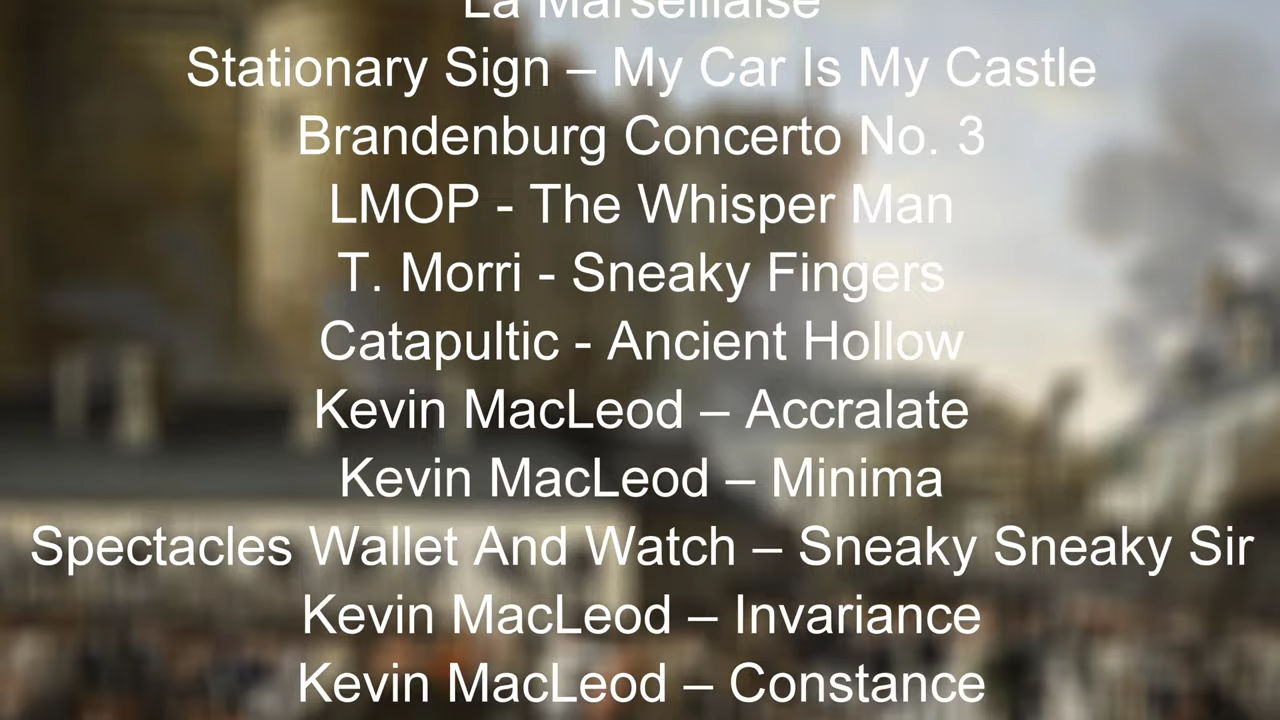 La Marseillaise
Stationary Sign – My Car Is My Castle
Brandenburg Concerto No. 3
LMOP - The Whisper Man
T. Morri - Sneaky Fingers
Catapultic - Ancient Hollow
Kevin MacLeod – Accralate
Kevin MacLeod – Minima
Spectacles Wallet And Watch – Sneaky Sneaky Sir
Kevin MacLeod – Invariance
Kevin MacLeod – Constance